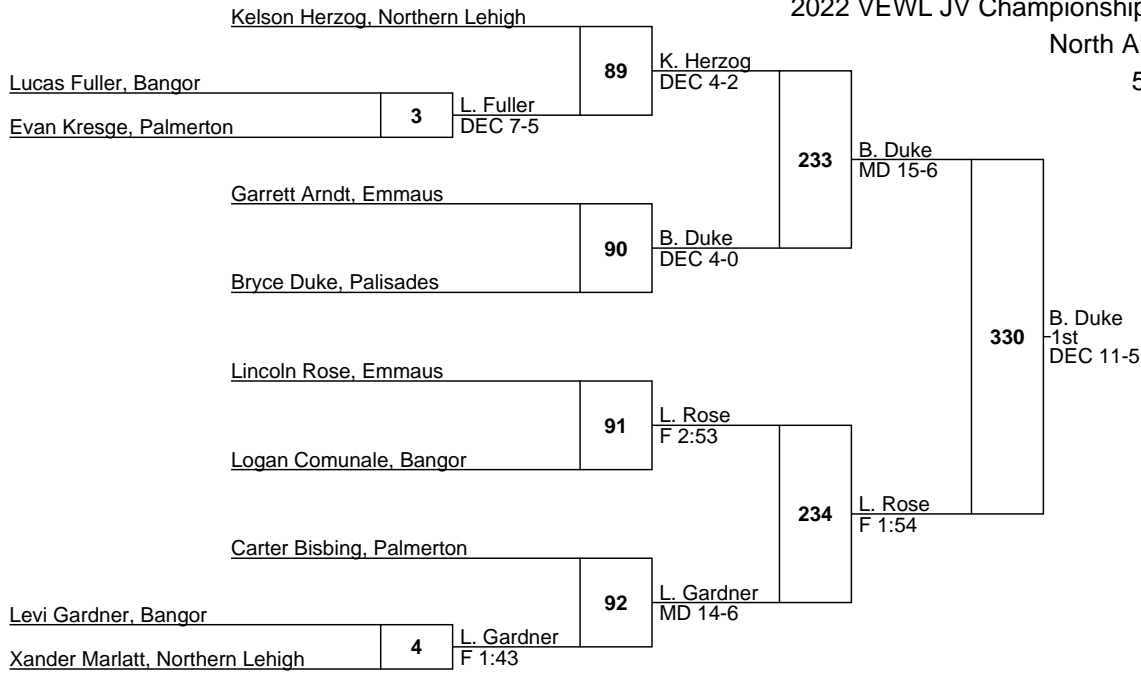 2022 VEWL JV Championship
North A
5
Kelson Herzog, Northern Lehigh
89
K. Herzog
DEC 4-2
Lucas Fuller, Bangor
3
L. Fuller
DEC 7-5
Evan Kresge, Palmerton
233
B. Duke
MD 15-6
Garrett Arndt, Emmaus
90
B. Duke
DEC 4-0
Bryce Duke, Palisades
330
B. Duke
1st
DEC 11-5
Lincoln Rose, Emmaus
91
L. Rose
F 2:53
Logan Comunale, Bangor
234
L. Rose
F 1:54
Carter Bisbing, Palmerton
92
L. Gardner
MD 14-6
Levi Gardner, Bangor
4
L. Gardner
F 1:43
Xander Marlatt, Northern Lehigh